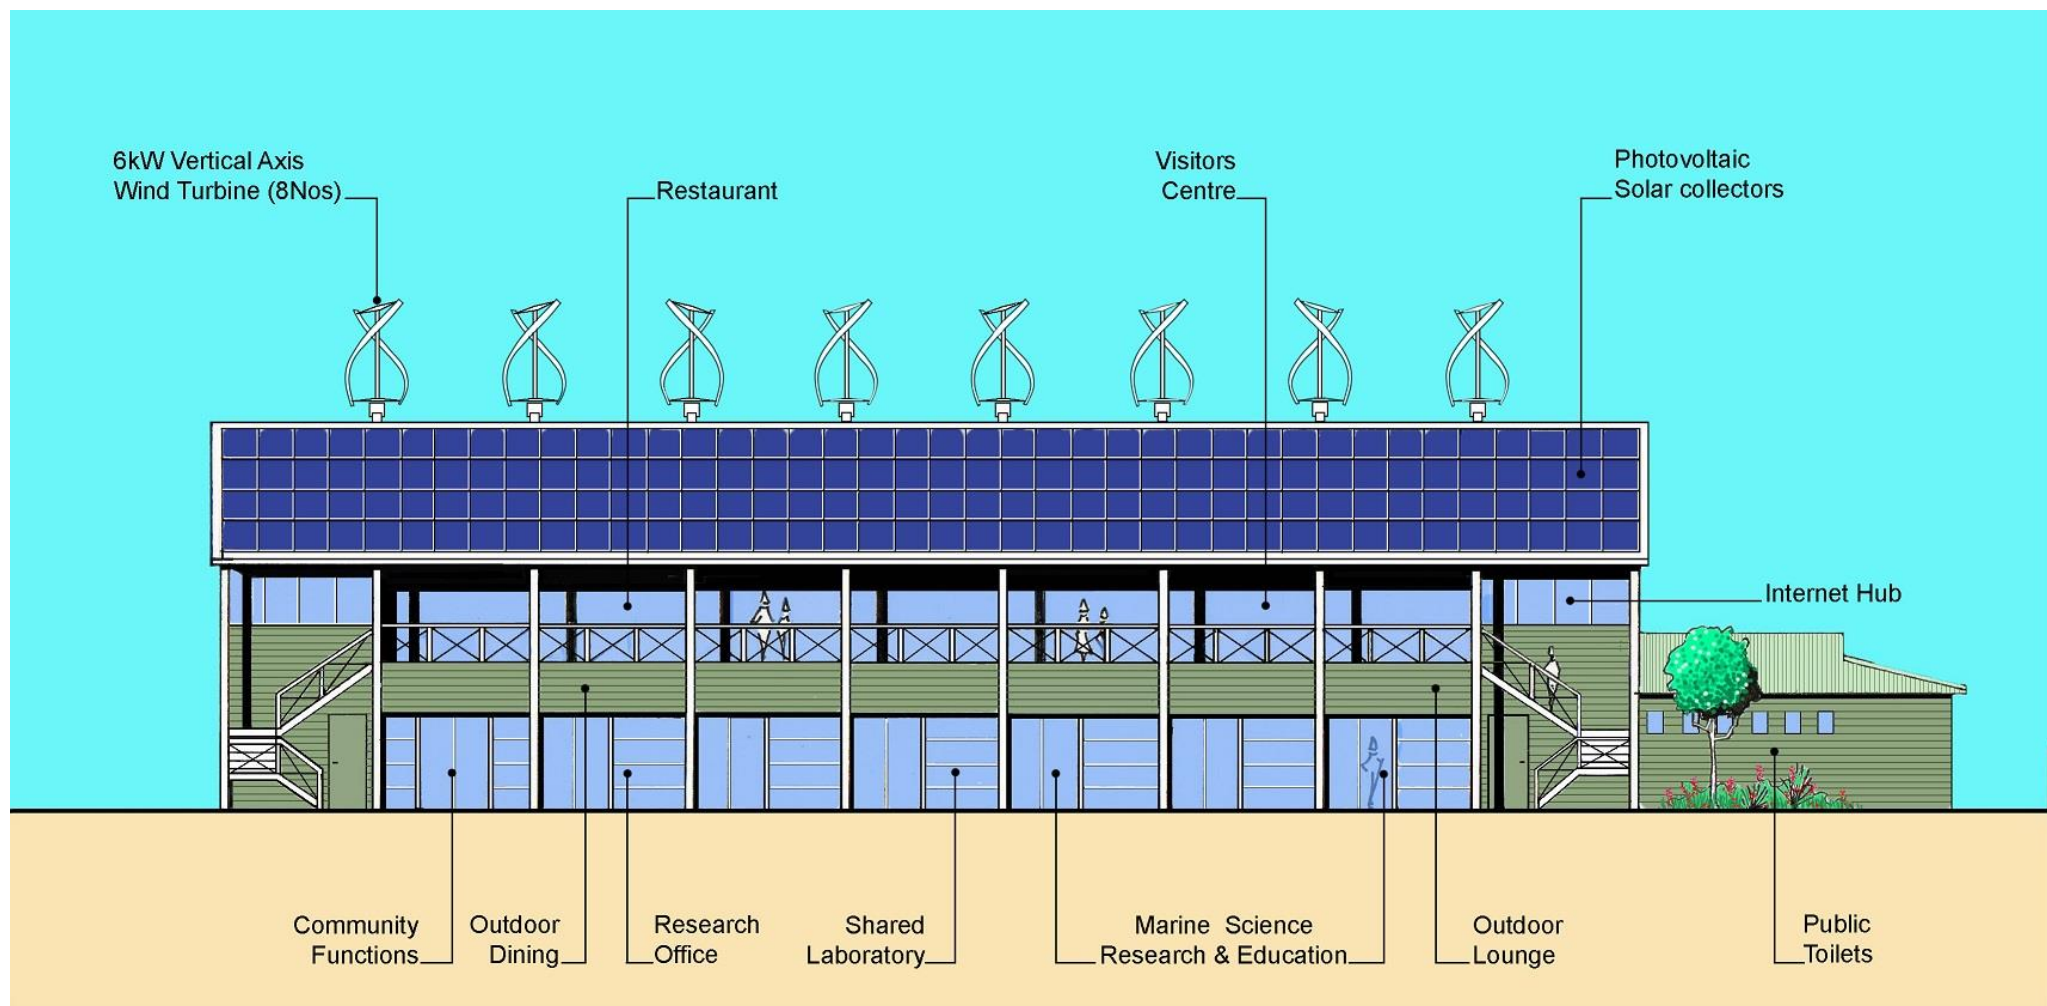 6kW Vertical Axis
Wind Turbine (8Nos)
Restaurant
Visitors
Centre
Photovoltaic
Solar collectors
Internet Hub
Community
Functions
Outdoor
Dining
Research
Office
Shared
Laboratory
Marine Science
Research & Education
Outdoor
Lounge
Public
Toilets